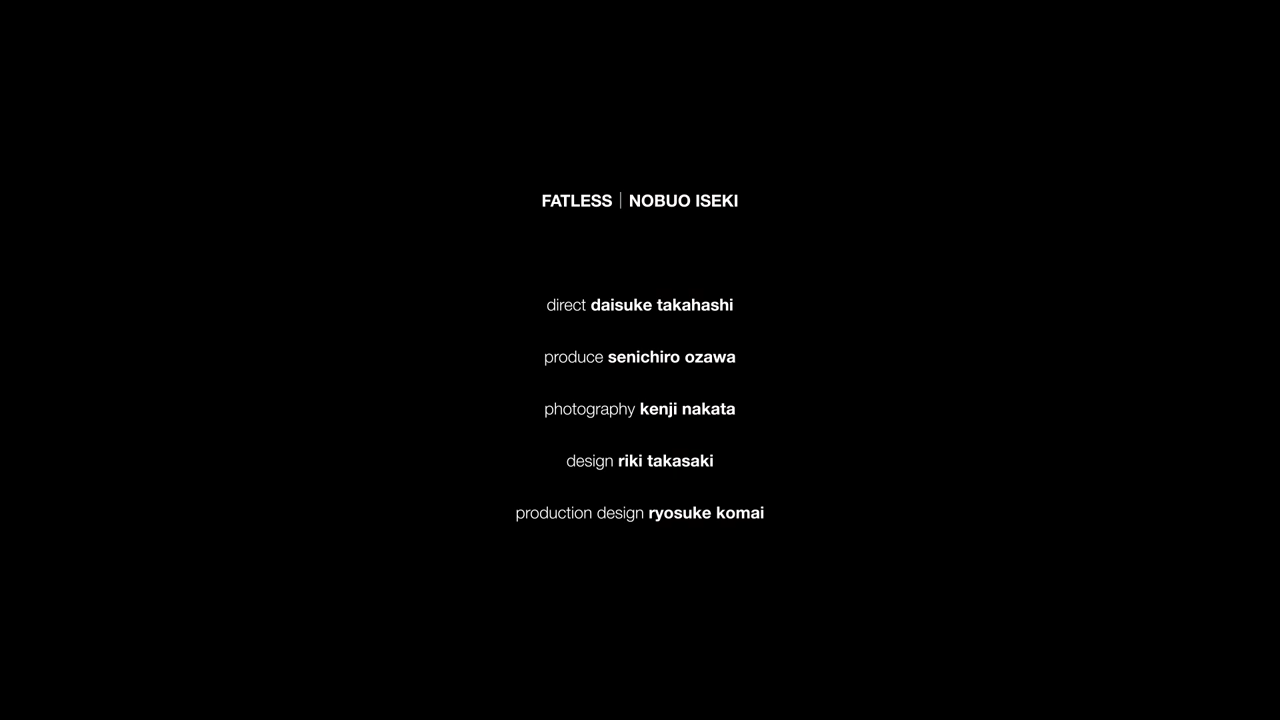 FATLESS | NOBUO ISEKI
direct daisuke takahashi
produce senichiro ozawa
photography kenji nakata
design riki takasaki
production design ryosuke komai